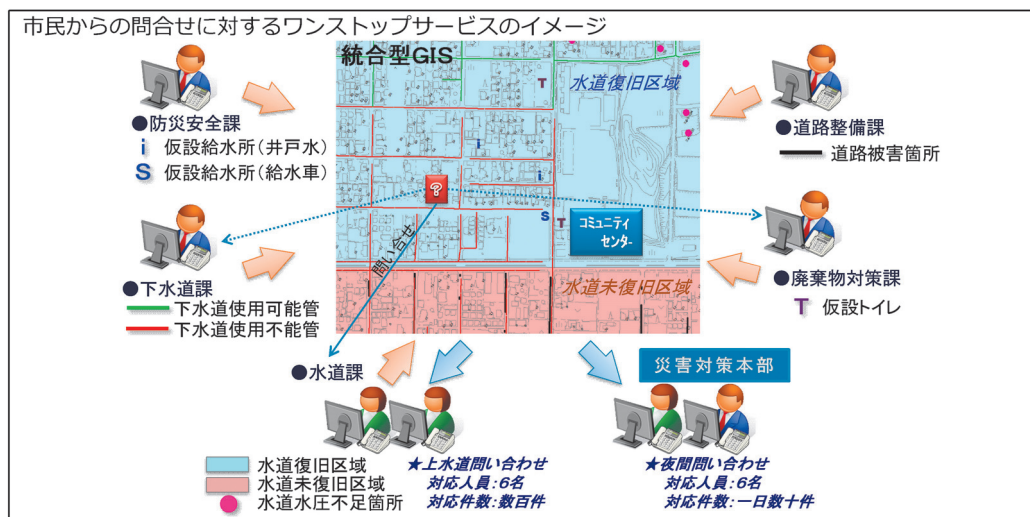 市民からの問合せに対するワンストップサービスのイメージ
統合型GIS
水道復旧区域
T
i
i
S
T
?
コミュニティ
センター
問い合せ
水道未復旧区域
●防災安全課
i 仮設給水所(井戸水)
S 仮設給水所(給水車)
●下水道課
下水道使用可能管
下水道使用不能管
●道路整備課
道路被害箇所
●廃棄物対策課
T 仮設トイレ
●水道課
災害対策本部
水道復旧区域
水道未復旧区域
水道水圧不足箇所
★上水道問い合わせ
対応人員:6名
対応件数:数百件
★夜間問い合わせ
対応人員:6名
対応件数:一日数十件